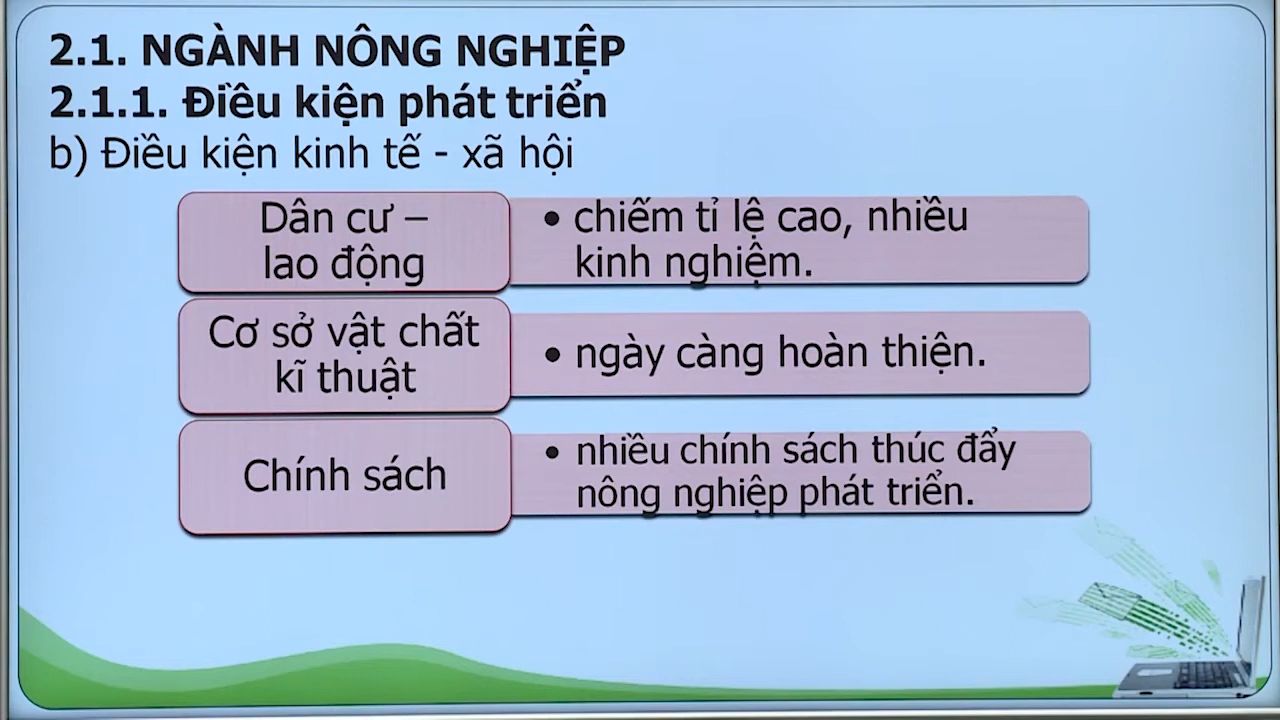 2.1. NGÀNH NÔNG NGHIỆP
2.1.1. Điều kiện phát triển
b) Điều kiện kinh tế - xã hội
Dân cư –
lao động
• chiếm tỉ lệ cao, nhiều
kinh nghiệm.
Cơ sở vật chất
kĩ thuật
• ngày càng hoàn thiện.
Chính sách
• nhiều chính sách thúc đẩy
nông nghiệp phát triển.